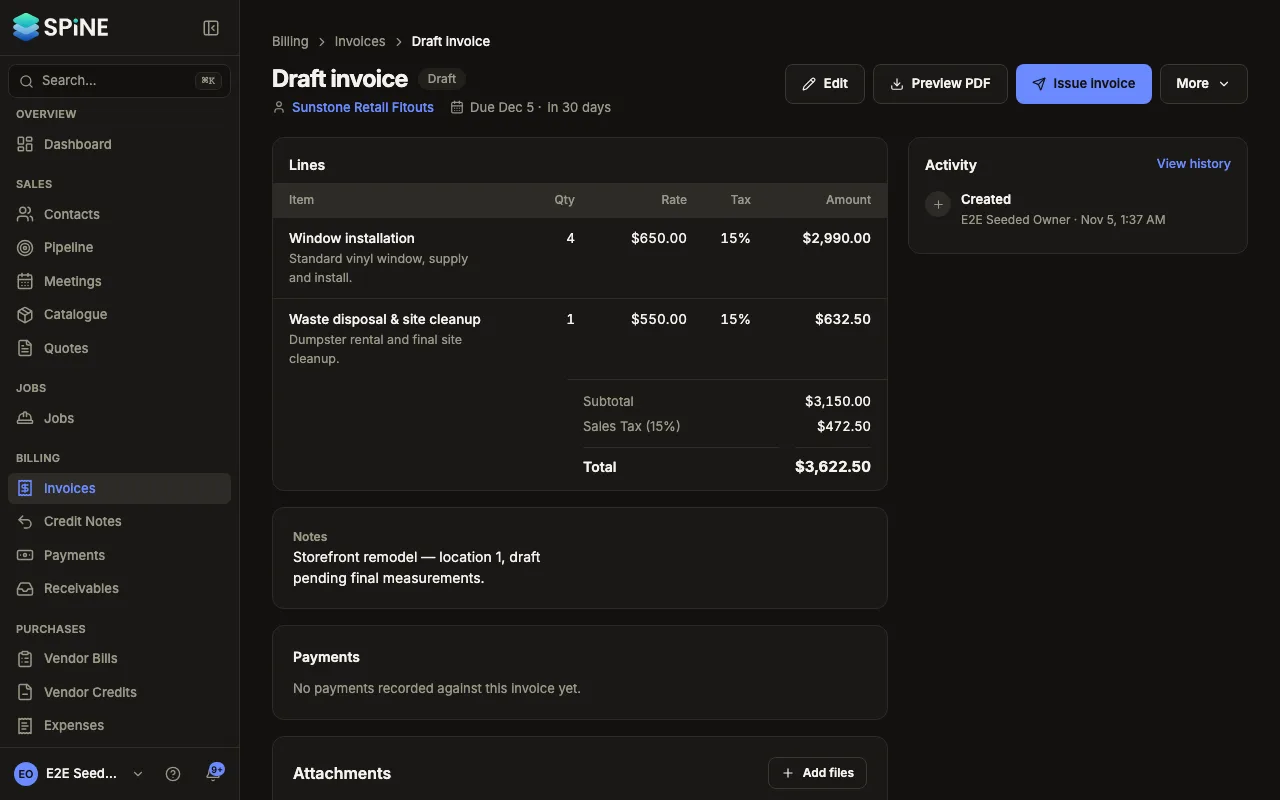 SPiNE
Search...
⌘K
OVERVIEW
Dashboard
SALES
Contacts
Pipeline
Meetings
Catalogue
Quotes
JOBS
Jobs
BILLING
Invoices
Credit Notes
Payments
Receivables
PURCHASES
Vendor Bills
Vendor Credits
Expenses
EO
E2E Seed...
9+
Billing > Invoices > Draft invoice
Draft invoice
Draft
Sunstone Retail Fitouts
Due Dec 5 · In 30 days
Edit
Preview PDF
Issue invoice
More
Lines
Item Qty Rate Tax Amount
Window installation 4 $650.00 15% $2,990.00
Standard vinyl window, supply
and install.
Waste disposal & site cleanup 1 $550.00 15% $632.50
Dumpster rental and final site
cleanup.
Subtotal $3,150.00
Sales Tax (15%) $472.50
Total $3,622.50
Notes
Storefront remodel — location 1, draft
pending final measurements.
Payments
No payments recorded against this invoice yet.
Attachments
Add files
Activity
View history
Created
E2E Seeded Owner · Nov 5, 1:37 AM